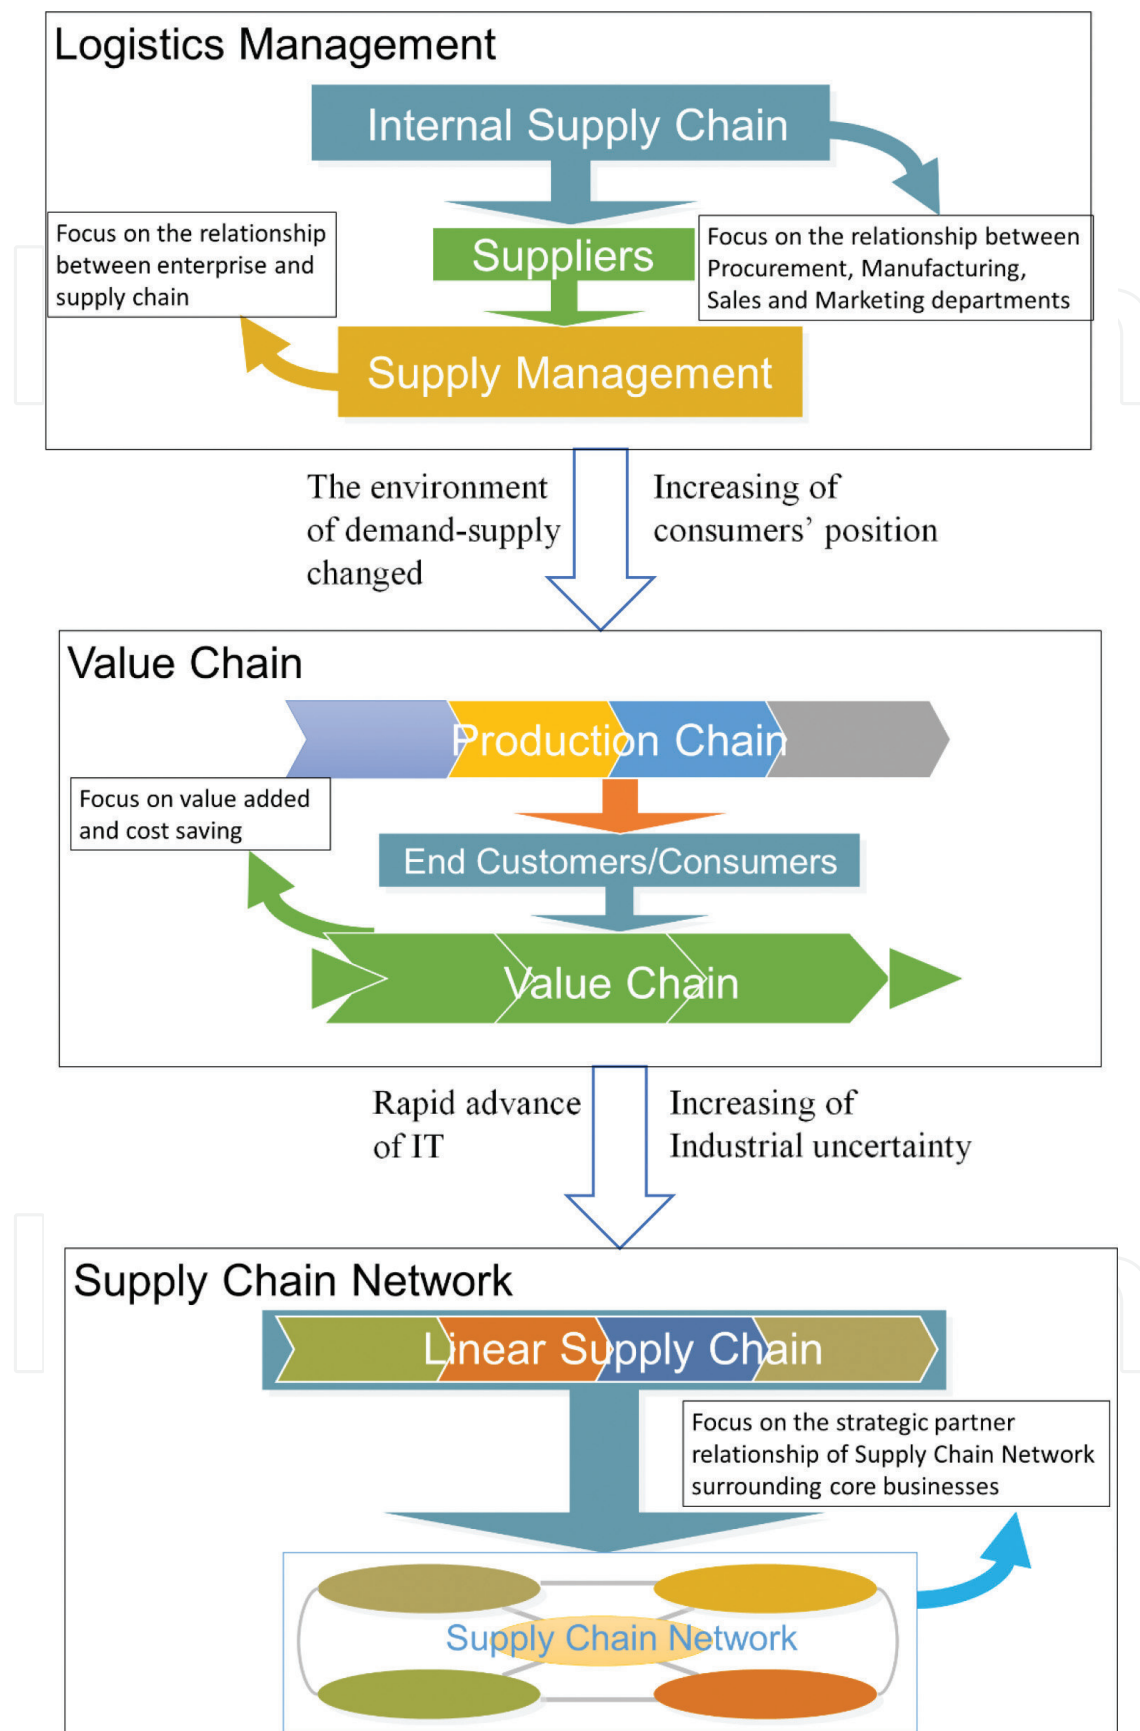 Logistics Management
Internal Supply Chain
Focus on the relationship
between enterprise and
supply chain
Suppliers
Focus on the relationship between
Procurement, Manufacturing,
Sales and Marketing departments
Supply Management
The environment
of demand-supply
changed
Increasing of
consumers’ position
Value Chain
Production Chain
Focus on value added
and cost saving
End Customers/Consumers
Value Chain
Rapid advance
of IT
Increasing of
Industrial uncertainty
Supply Chain Network
Linear Supply Chain
Focus on the strategic partner
relationship of Supply Chain Network
surrounding core businesses
Supply Chain Network